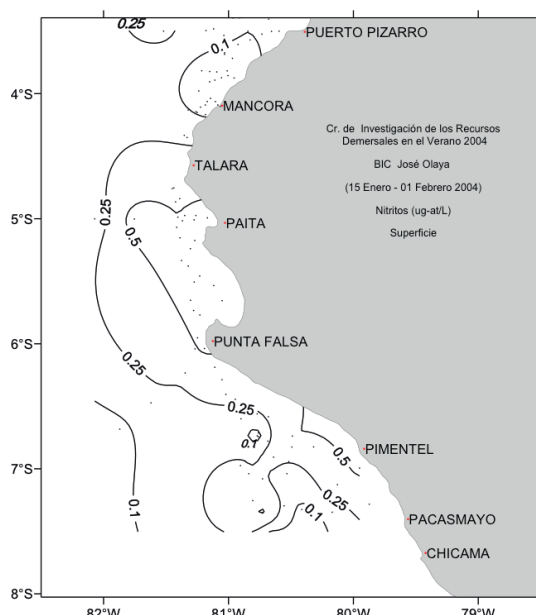 0.25
0.1
PUERTO PIZARRO
4°S
MANCORA
Cr. de Investigación de los Recursos
Demersales en el Verano 2004
BIC José Olaya
(15 Enero - 01 Febrero 2004)
Nitritos (ug-at/L)
Superficie
TALARA
0.25
5°S
0.5
PAITA
6°S
PUNTA FALSA
0.25
0.25
0.1
PIMENTEL
0.5
7°S
0.25
0.1
0.1
PACASMAYO
CHICAMA
8°S
82°W
81°W
80°W
79°W